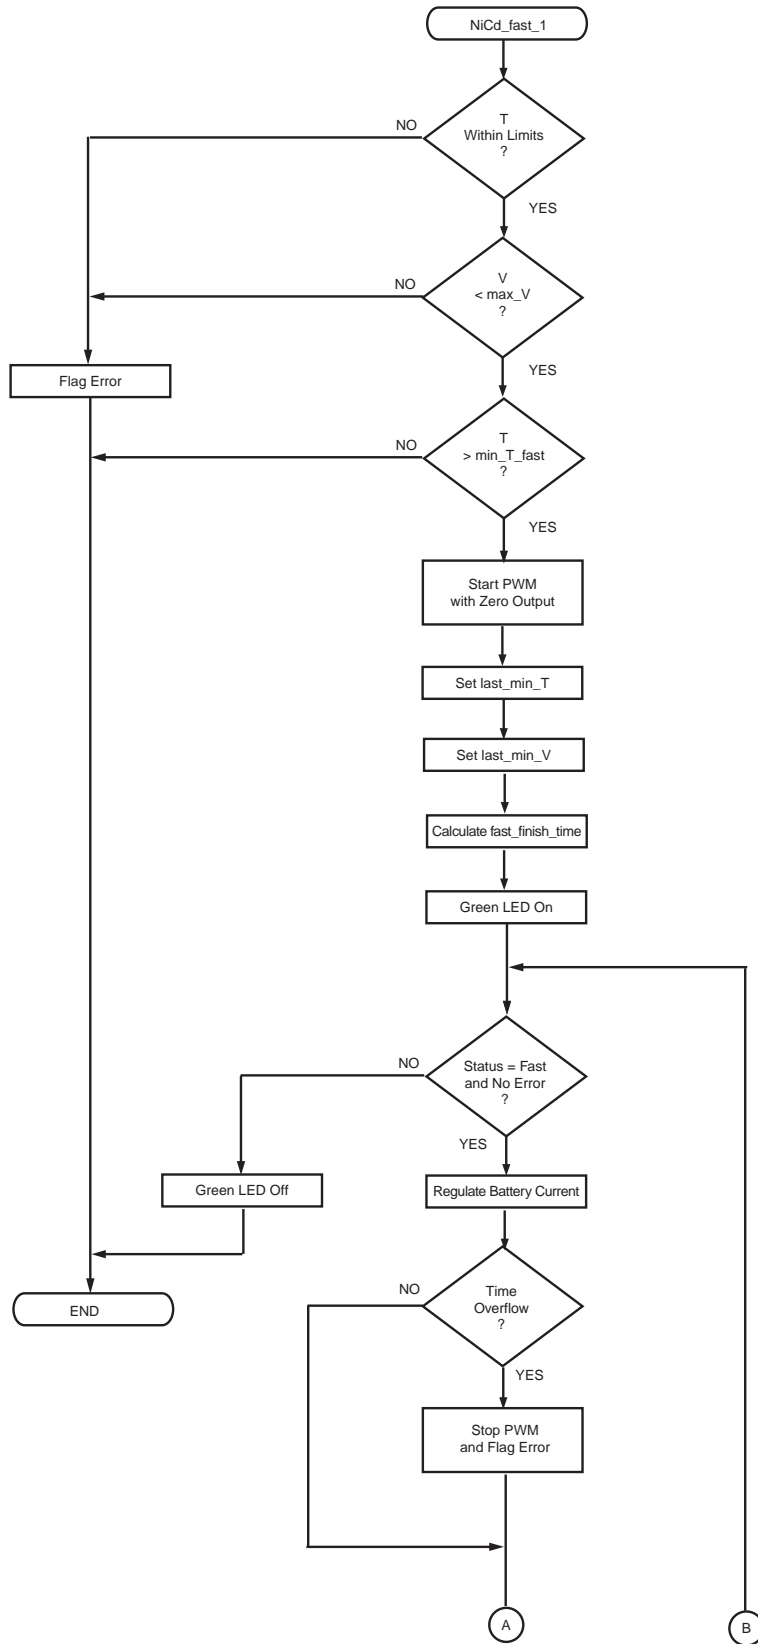 NiCd_fast_1
T
Within Limits
?
NO
YES
V
< max_V
?
NO
YES
Flag Error
T
> min_T_fast
?
NO
YES
Start PWM
with Zero Output
Set last_min_T
Set last_min_V
Calculate fast_finish_time
Green LED On
Status = Fast
and No Error
?
NO
YES
Green LED Off
Regulate Battery Current
END
Time
Overflow
?
NO
YES
Stop PWM
and Flag Error
A
B